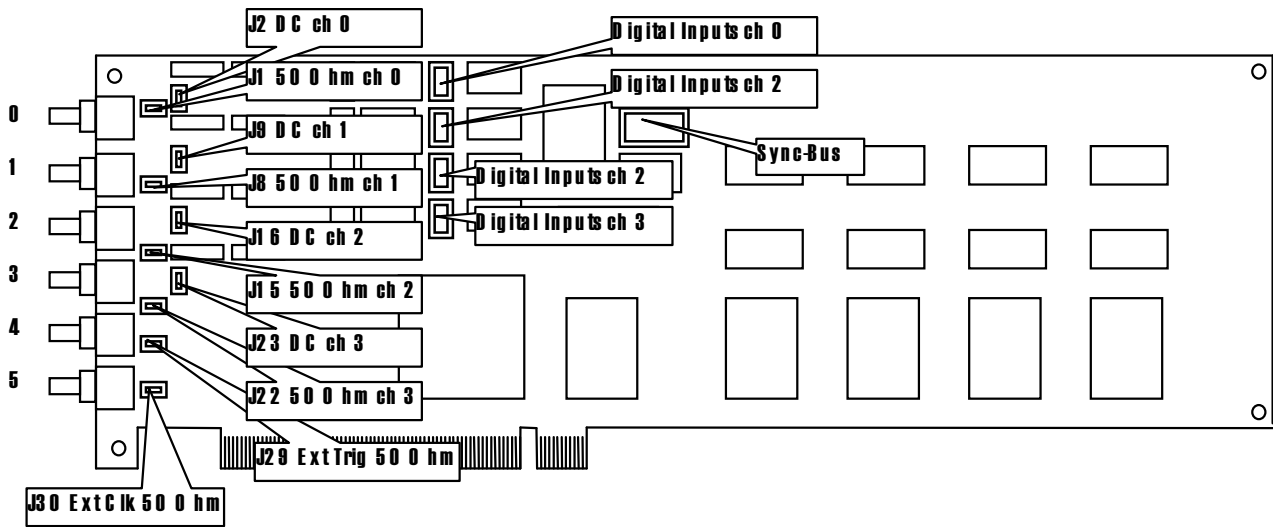 J2 DC ch 0
Digital Inputs ch 0
J1 50 Ohm ch 0
Digital Inputs ch 2
0
J9 DC ch 1
Sync-Bus
1
J8 50 Ohm ch 1
Digital Inputs ch 2
2
J16 DC ch 2
Digital Inputs ch 3
3
J15 50 Ohm ch 2
4
J23 DC ch 3
5
J22 50 Ohm ch 3
J29 Ext Trig 50 Ohm
J30 Ext Clk 50 Ohm